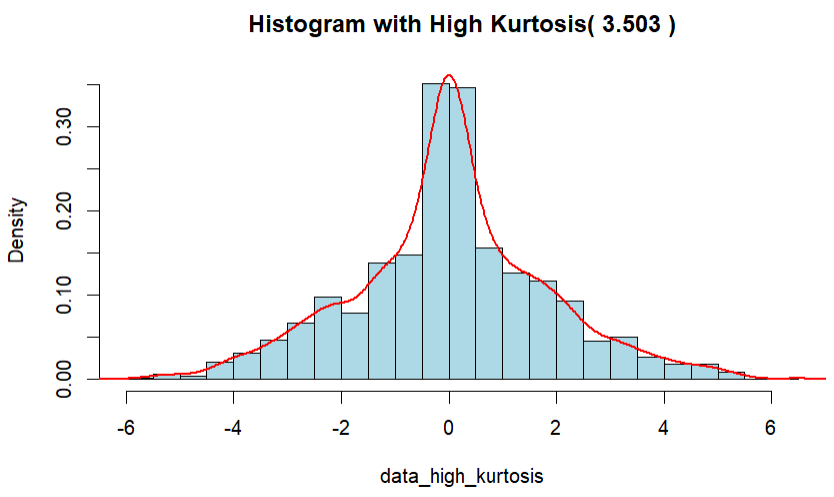 Histogram with High Kurtosis( 3.503 )
Density
0.30
0.20
0.10
0.00
-6 -4 -2 0 2 4 6
data_high_kurtosis